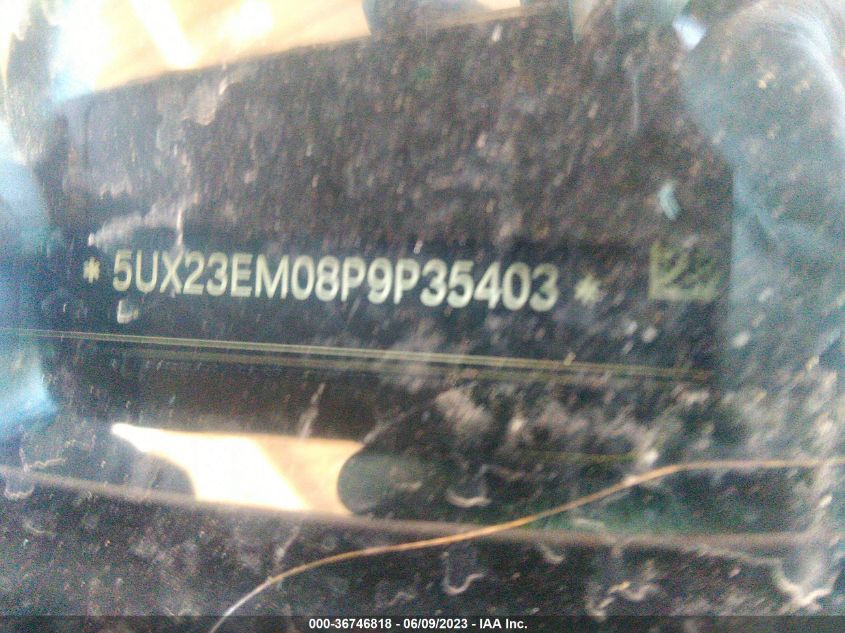 * 5UX23EM08P9P35403 *
000-36746818 - 06/09/2023 - IAA Inc.